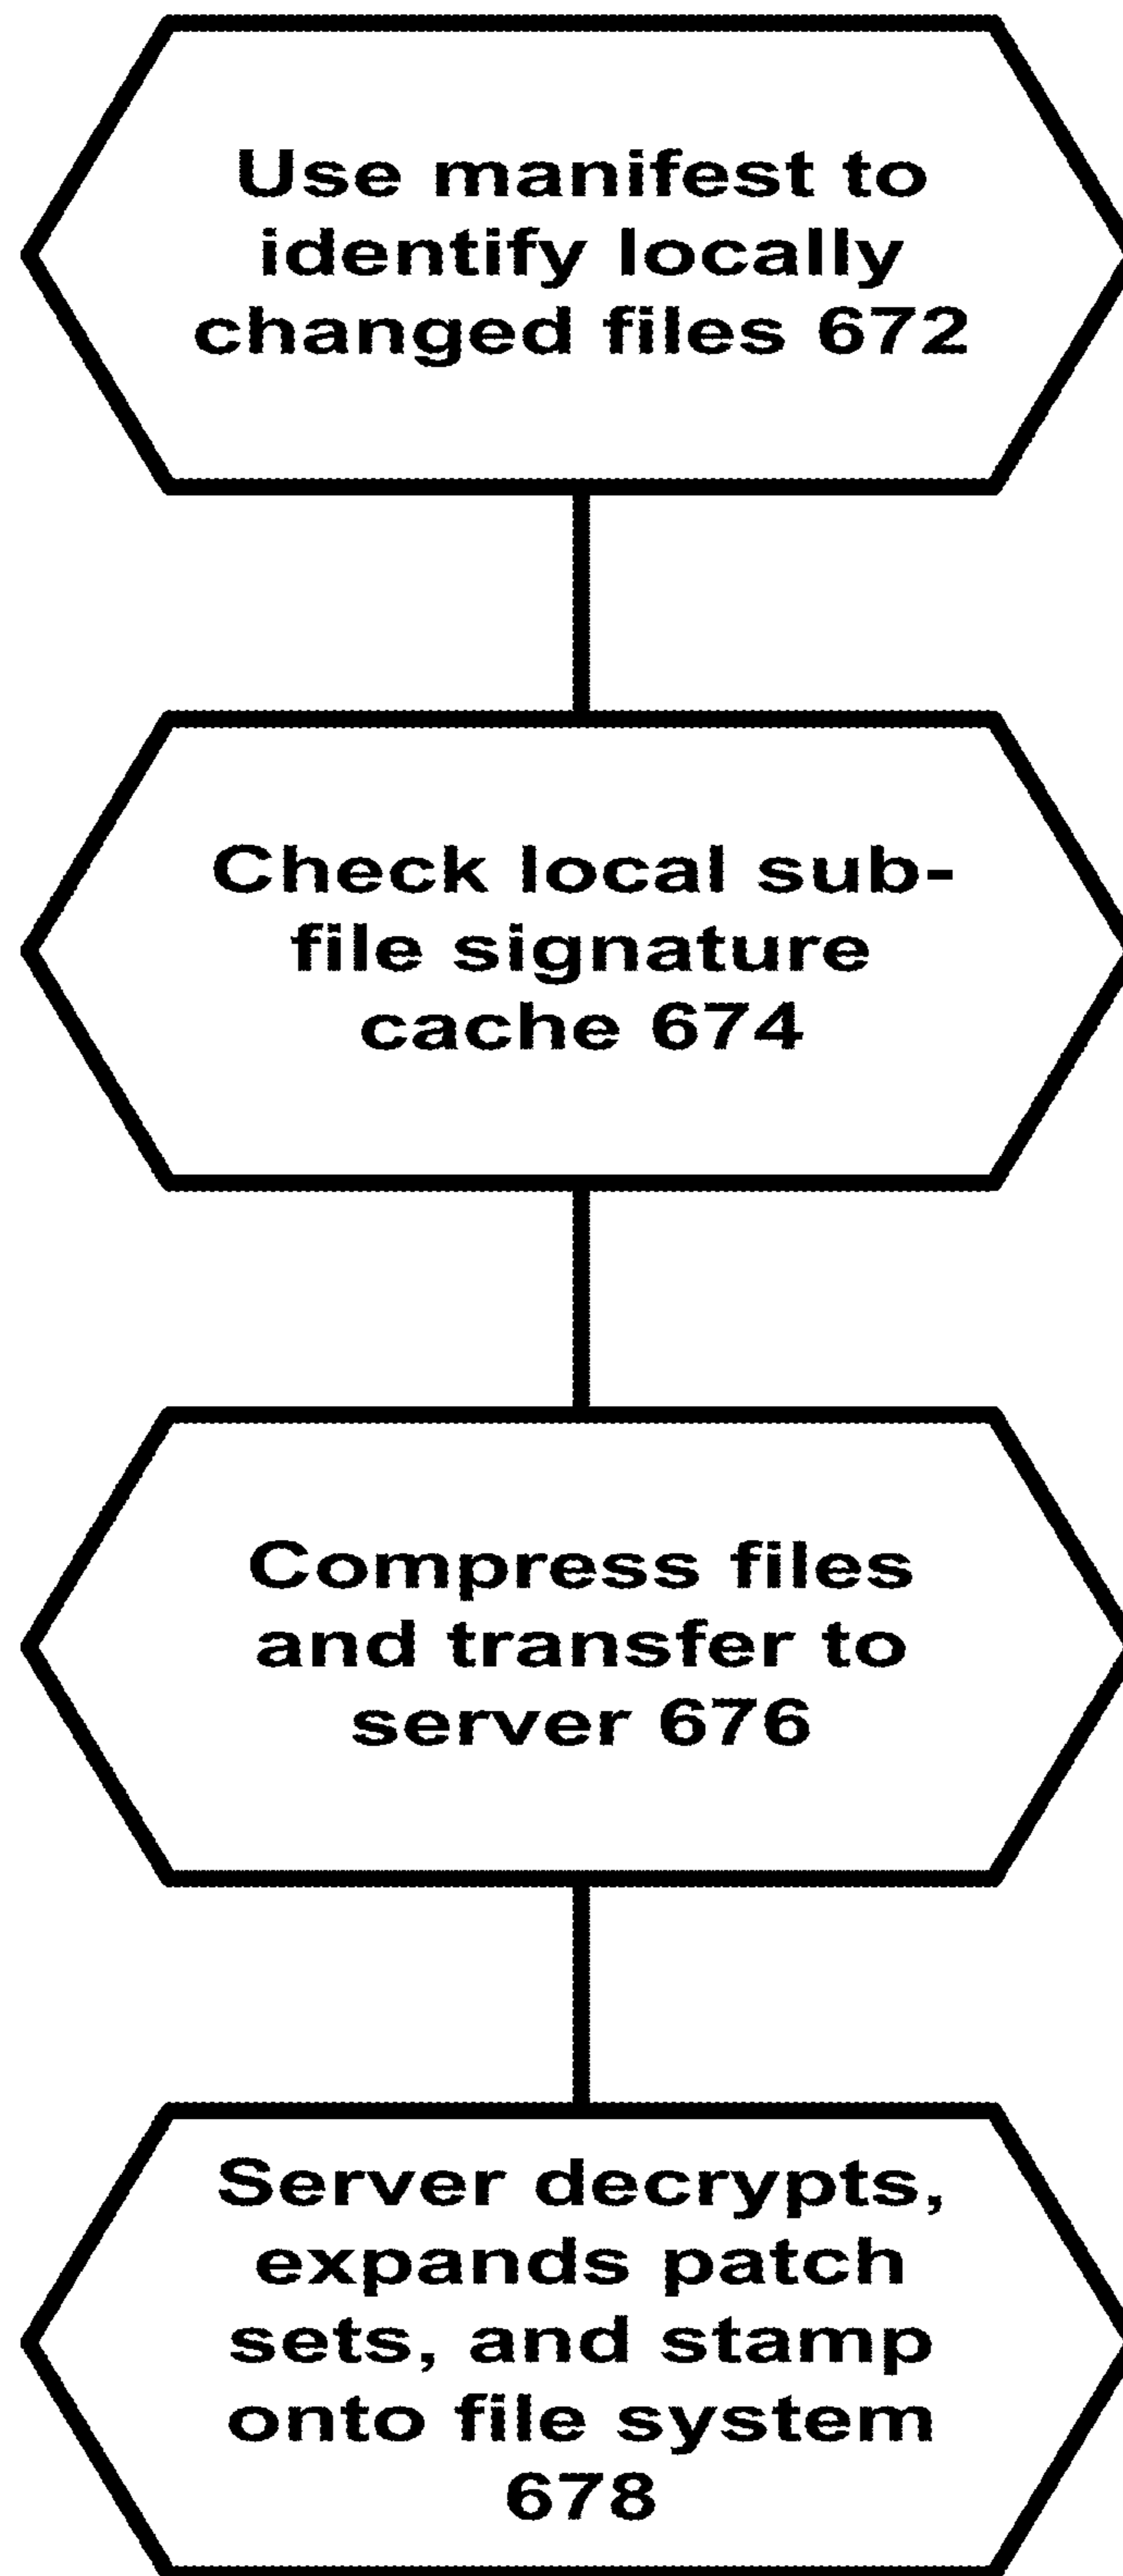 Use manifest to
identify locally
changed files 672
Check local sub-
file signature
cache 674
Compress files
and transfer to
server 676
Server decrypts,
expands patch
sets, and stamp
onto file system
678